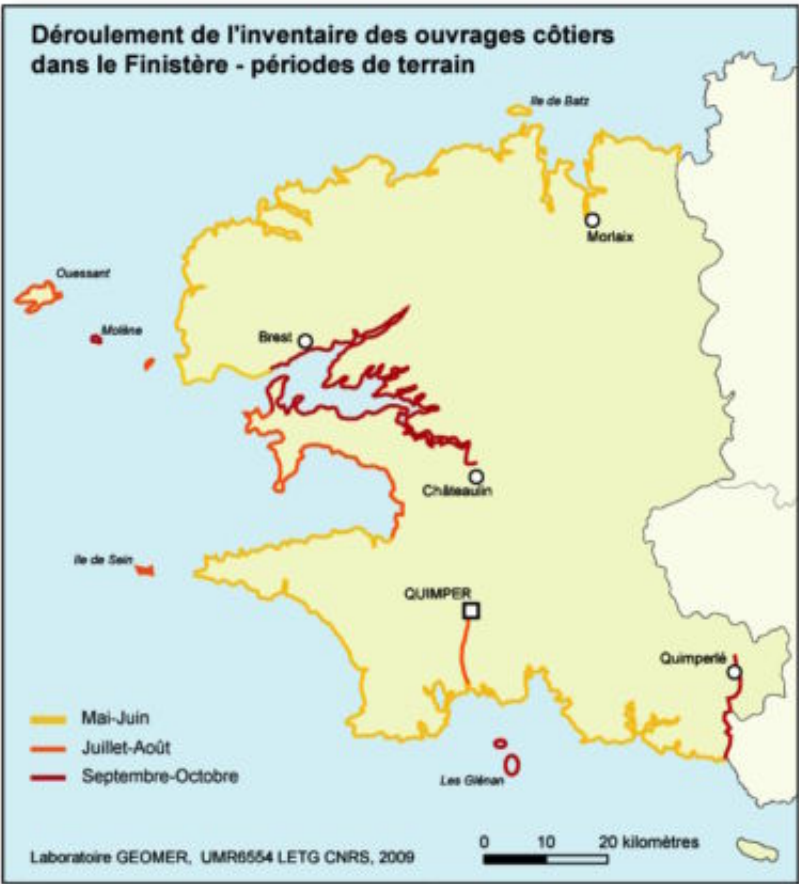 Déroulement de l'inventaire des ouvrages côtiers
dans le Finistère - périodes de terrain
Ile de Batz
Morlaix
Ouessant
Molène
Brest
Châteaulin
Ile de Sein
QUIMPER
Quimperlé
Mai-Juin
Juillet-Août
Septembre-Octobre
Les Glénan
0 10 20 kilomètres
Laboratoire GEOMER, UMR6554 LETG CNRS, 2009